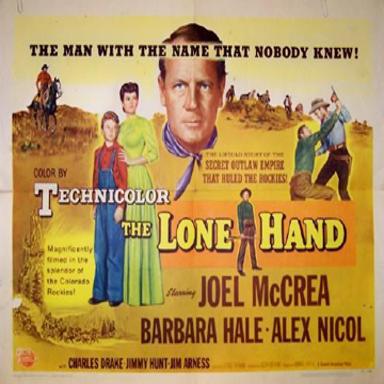 THE MAN WITH THE NAME THAT NOBODY KNEW!
THE UNTOLD STORY OF THE
SECRET OUTLAW EMPIRE
THAT RULED THE ROCKIES!
COLOR BY
TECHNICOLOR
THE LONE HAND
Magnificently
filmed in the
splendor of
the Colorado
Rockies!
Starring
JOEL McCREA
BARBARA HALE · ALEX NICOL
with CHARLES DRAKE · JIMMY HUNT · JIM ARNESS